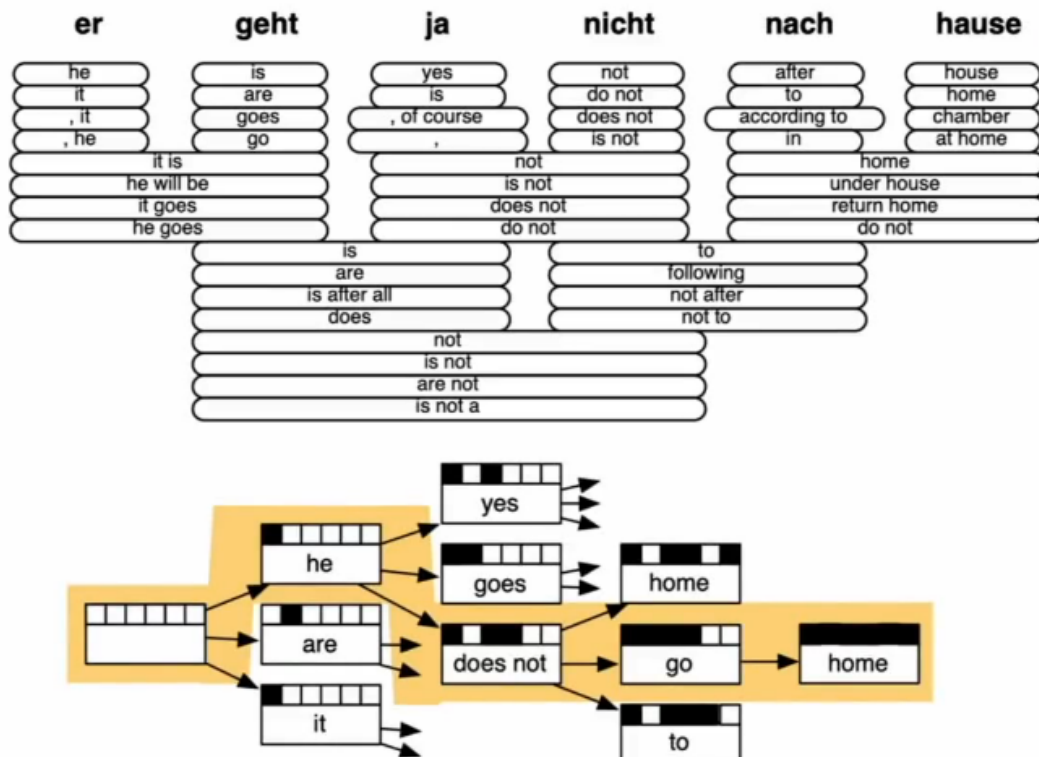 er geht ja nicht nach hause
he is yes not after house
it are is do not to home
, it goes , of course does not according to chamber
, he go , is not in at home
it is not home
he will be is not under house
it goes does not return home
he goes do not do not
is to
are following
is after all not after
does not to
not
is not
are not
is not a
yes
he goes home
are does not go home
it to